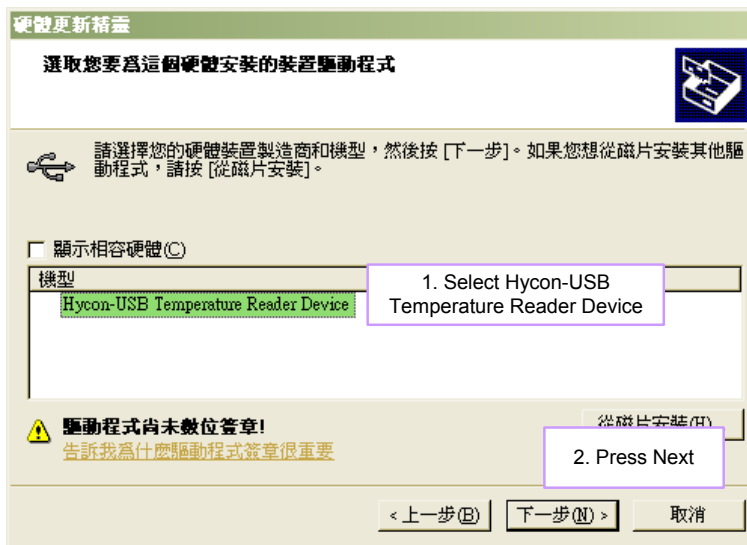 硬體更新精靈
選取您要為這個硬體安裝的裝置驅動程式
請選擇您的硬體裝置製造商和機型，然後按 [下一步]。如果您想從磁片安裝其他驅
動程式，請按 [從磁片安裝]。
顯示相容硬體(C)
機型
1. Select Hycon-USB
Temperature Reader Device
Hycon-USB Temperature Reader Device
驅動程式尚未數位簽章!
從磁片安裝(H)...
告訴我為什麼驅動程式簽章很重要
2. Press Next
<上一步(B)
下一步(N) >
取消